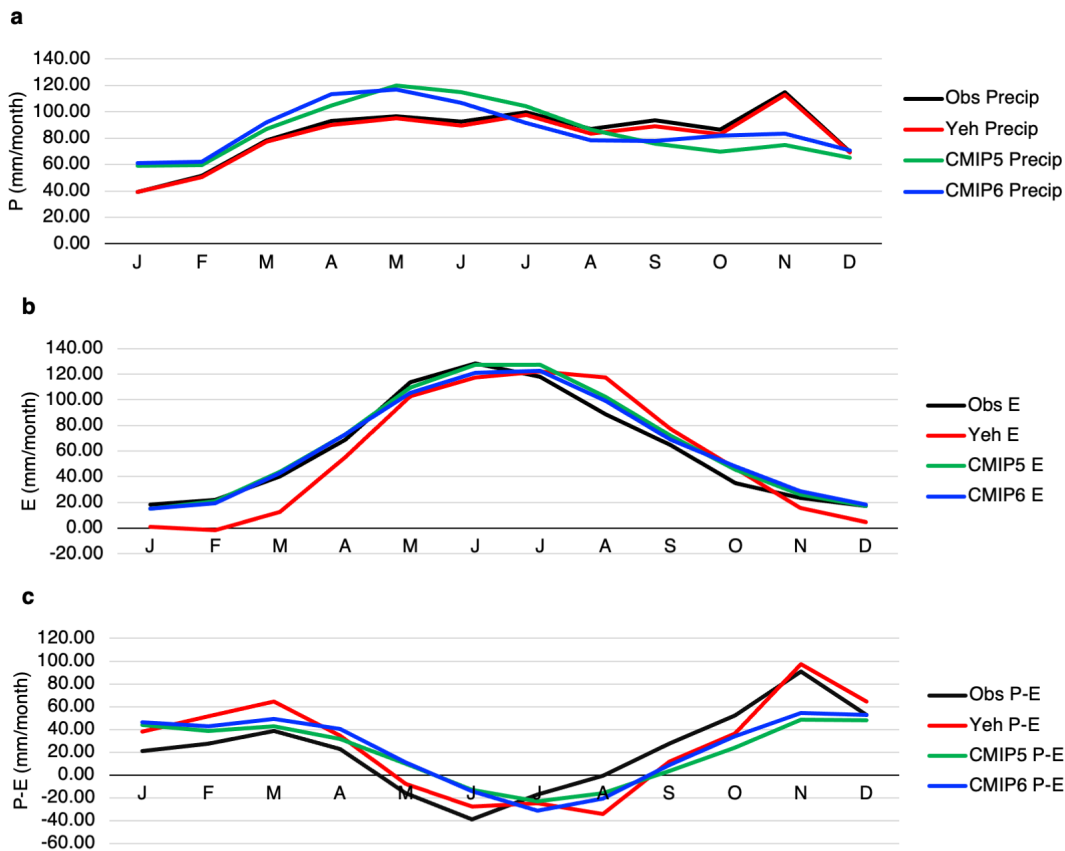 a
P (mm/month)
140.00
120.00
100.00
80.00
60.00
40.00
20.00
0.00
J F M A M J J A S O N D
Obs Precip
Yeh Precip
CMIP5 Precip
CMIP6 Precip
b
E (mm/month)
140.00
120.00
100.00
80.00
60.00
40.00
20.00
0.00
-20.00
J F M A M J J A S O N D
Obs E
Yeh E
CMIP5 E
CMIP6 E
c
P-E (mm/month)
120.00
100.00
80.00
60.00
40.00
20.00
0.00
-20.00
-40.00
-60.00
J F M A M J J A S O N D
Obs P-E
Yeh P-E
CMIP5 P-E
CMIP6 P-E